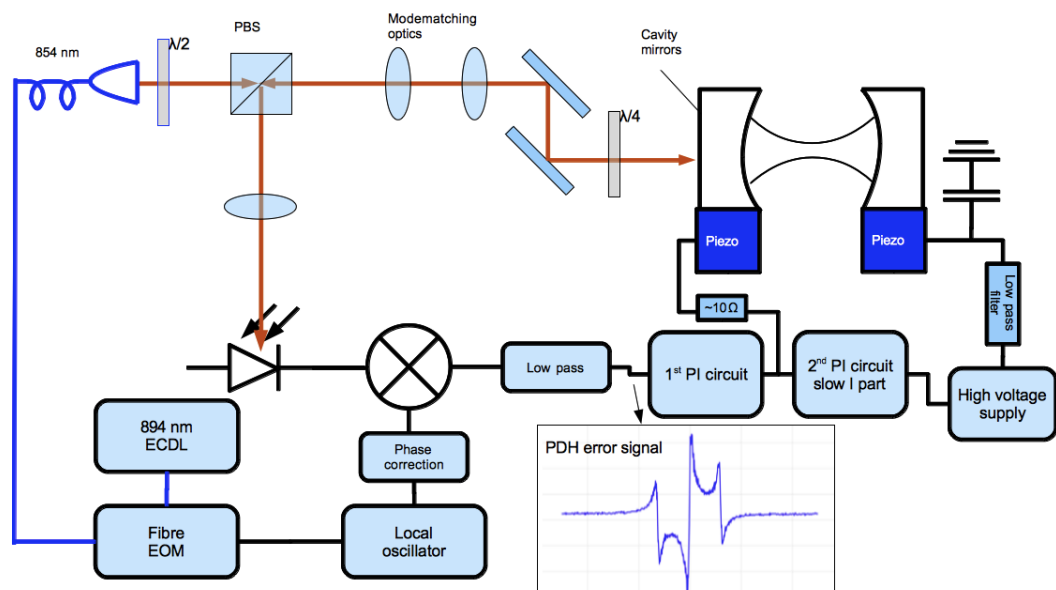 PBS
Modematching
optics
Cavity
mirrors
854 nm
λ/2
λ/4
Piezo
Piezo
~10Ω
Low pass
filter
Low pass
1st PI circuit
2nd PI circuit
slow I part
High voltage
supply
894 nm
ECDL
Phase
correction
PDH error signal
Fibre
EOM
Local
oscillator